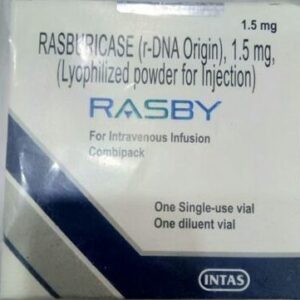 1.5 mg
RASBURICASE (r-DNA Origin), 1.5 mg,
(Lyophilized powder for Injection)
RASBY
For Intravenous Infusion
Combipack
One Single-use vial
One diluent vial
INTAS